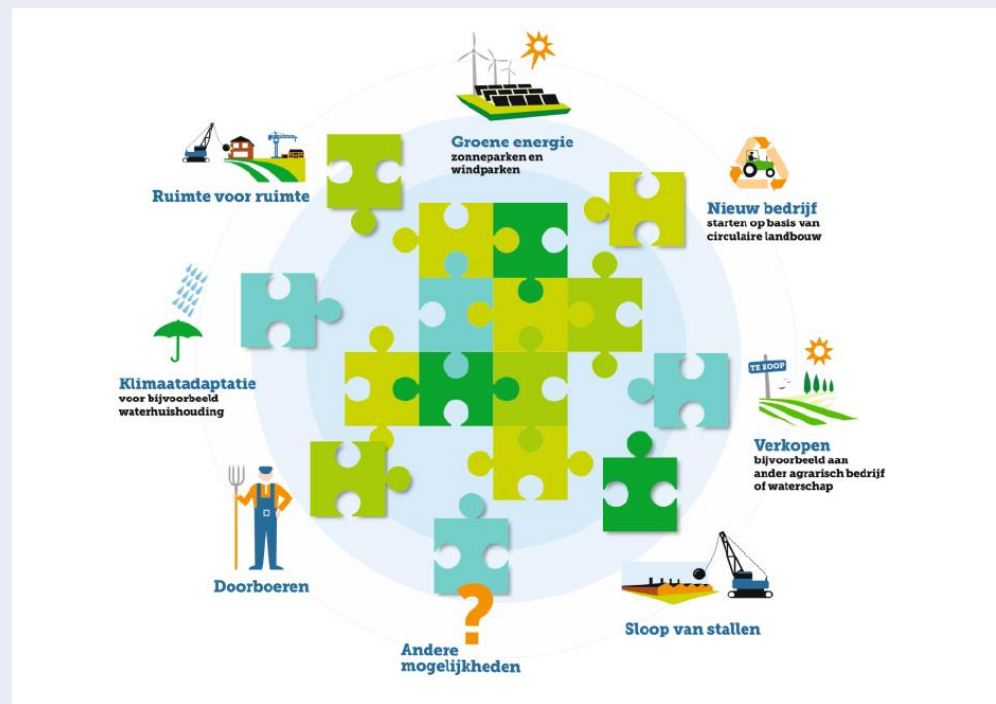 Groene energie
zonneparken en
windparken
Nieuw bedrijf
starten op basis van
circulaire landbouw
TE KOOP
Verkopen
bijvoorbeeld aan
ander agrarisch bedrijf
of waterschap
Sloop van stallen
?
Andere
mogelijkheden
Doorboeren
Klimaatadaptatie
voor bijvoorbeeld
waterhuishouding
Ruimte voor ruimte